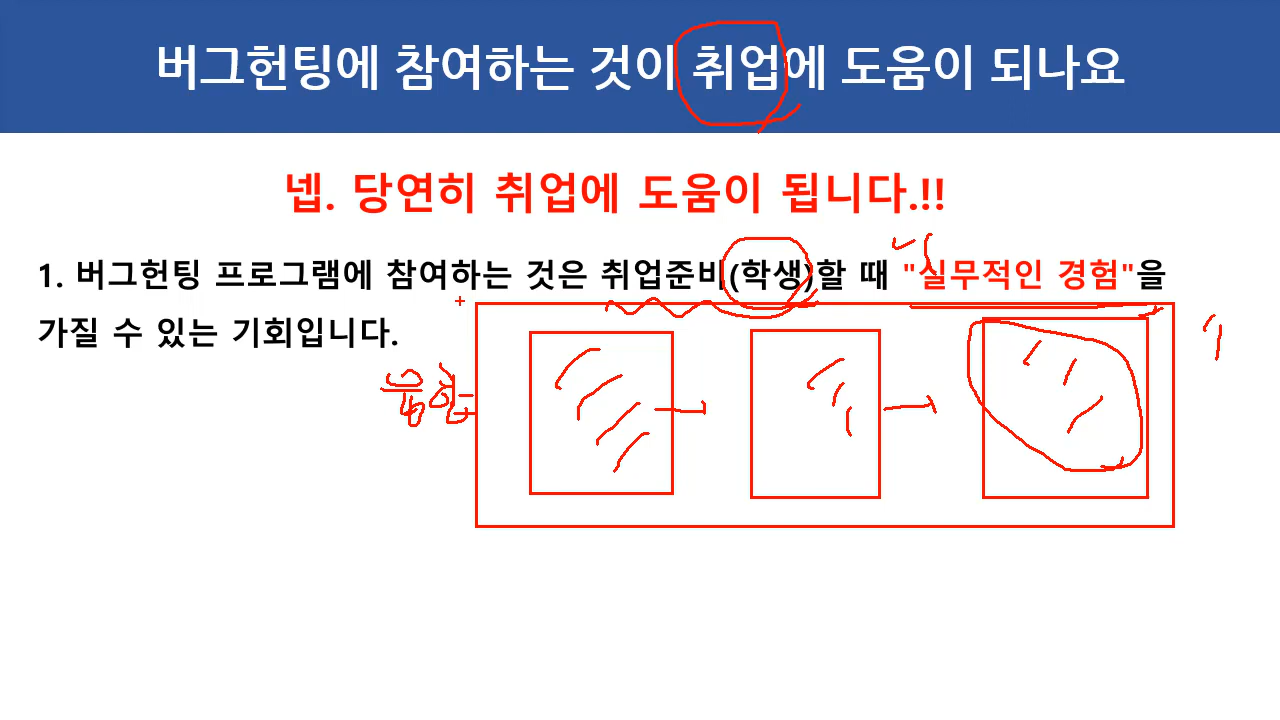 버그헌팅에 참여하는 것이 취업에 도움이 되나요
넵. 당연히 취업에 도움이 됩니다.!!
1. 버그헌팅 프로그램에 참여하는 것은 취업준비(학생)할 때 "실무적인 경험"을
가질 수 있는 기회입니다.